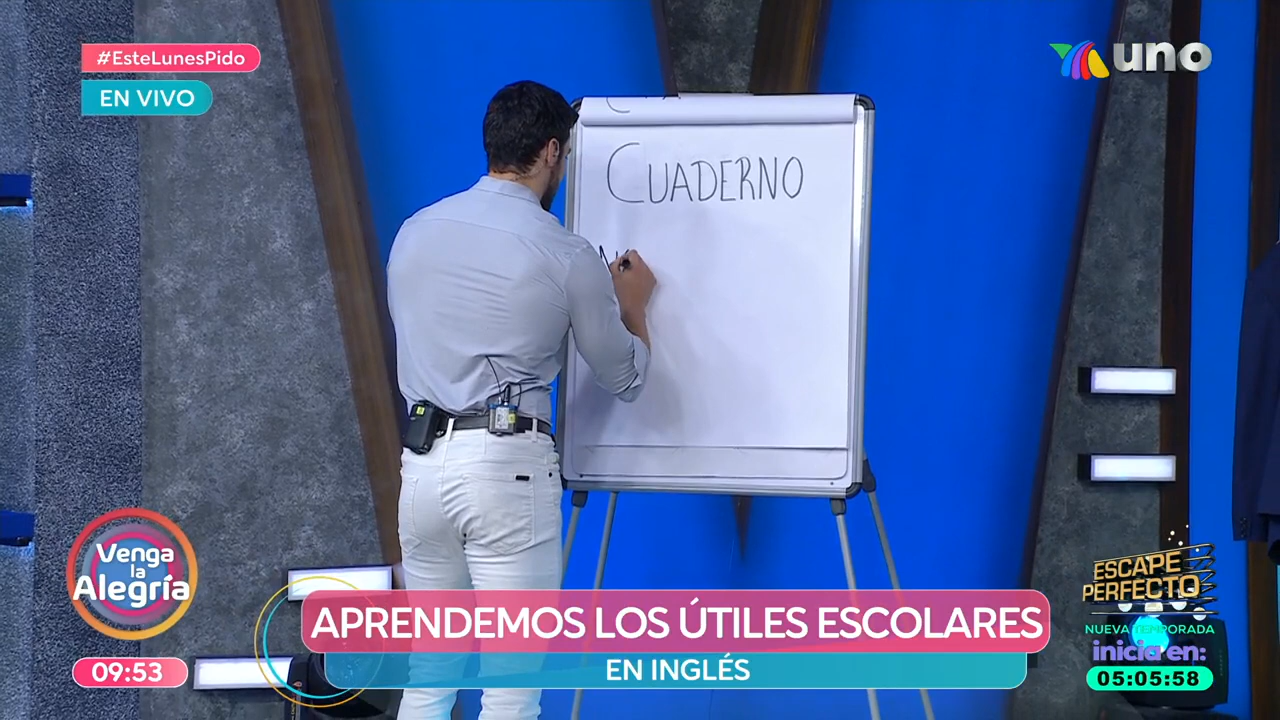 #EsteLunesPido
EN VIVO
uno
CUADERNO
N
Venga
la
Alegría
ESCAPE
PERFECTO
NUEVA TEMPORADA
inicia en:
05:05:58
APRENDEMOS LOS ÚTILES ESCOLARES
EN INGLÉS
09:53